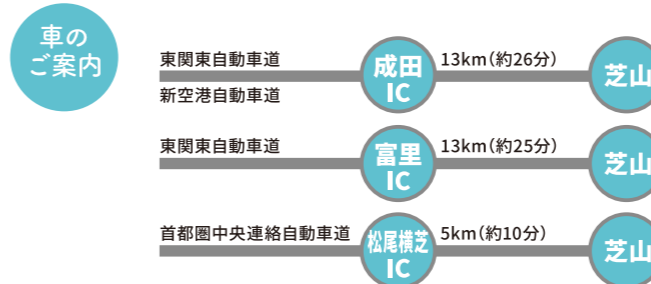 車の
ご案内
東関東自動車道
新空港自動車道
成田
IC
13km(約26分)
芝山
東関東自動車道
富里
IC
13km(約25分)
芝山
首都圏中央連絡自動車道
松尾横芝
IC
5km(約10分)
芝山